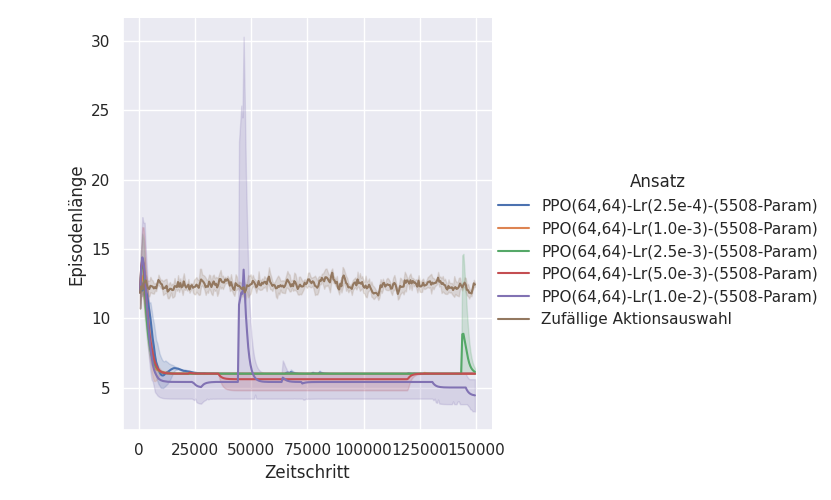 30
25
20
15
10
5
Episodenlänge
0
25000
50000
75000
100000
125000
150000
Zeitschritt
Ansatz
PPO(64,64)-Lr(2.5e-4)-(5508-Param)
PPO(64,64)-Lr(1.0e-3)-(5508-Param)
PPO(64,64)-Lr(2.5e-3)-(5508-Param)
PPO(64,64)-Lr(5.0e-3)-(5508-Param)
PPO(64,64)-Lr(1.0e-2)-(5508-Param)
Zufällige Aktionsauswahl